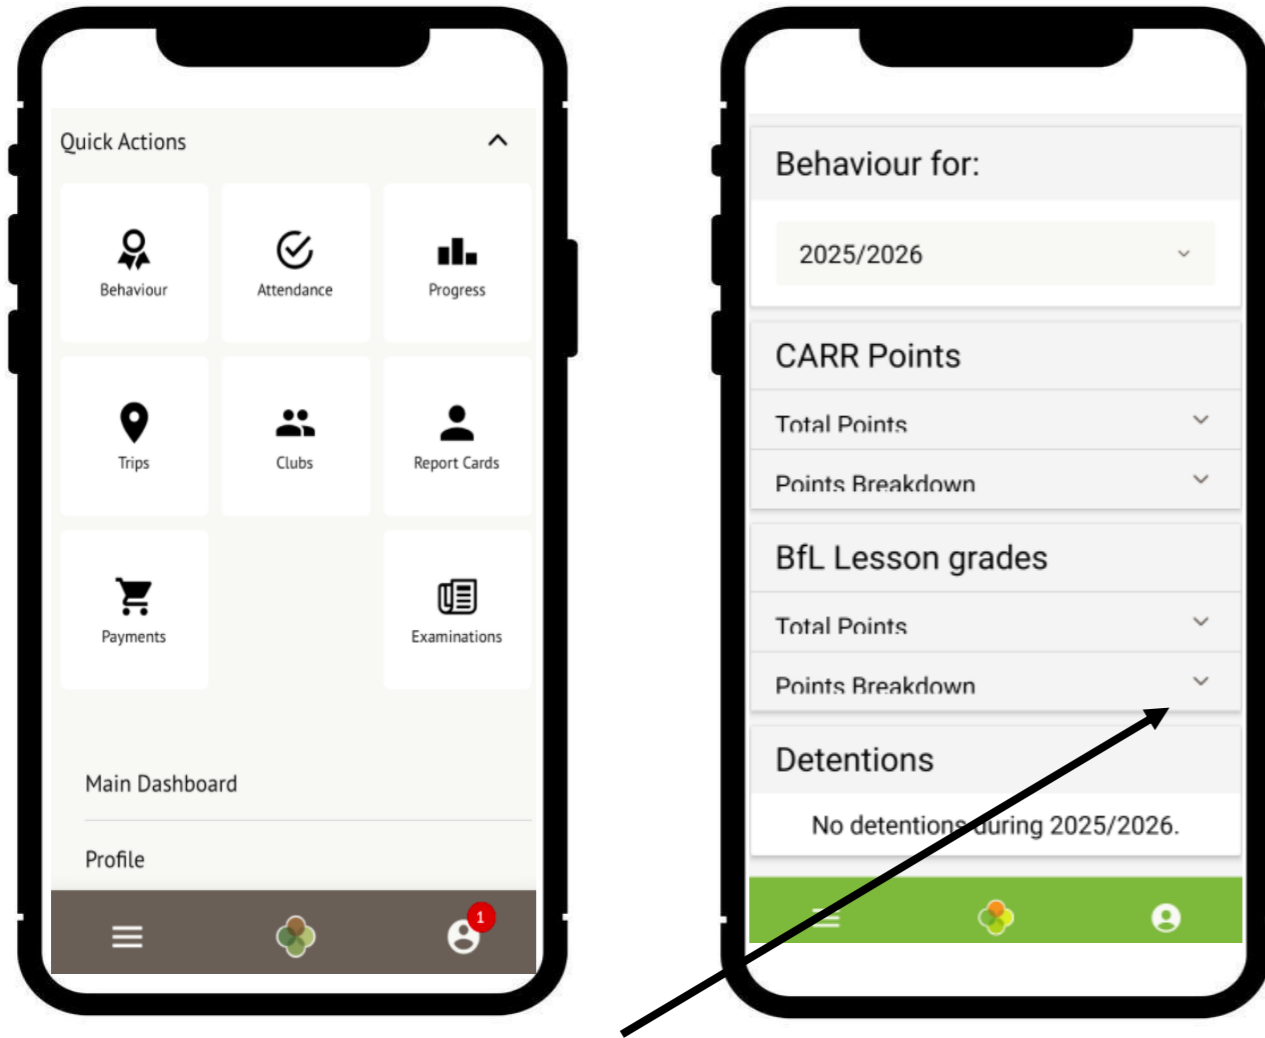 Quick Actions
Behaviour
Attendance
Progress
Trips
Clubs
Report Cards
Payments
Examinations
Main Dashboard
Profile
1
Behaviour for:
2025/2026
CARR Points
Total Points
Points Breakdown
BfL Lesson grades
Total Points
Points Breakdown
Detentions
No detentions during 2025/2026.